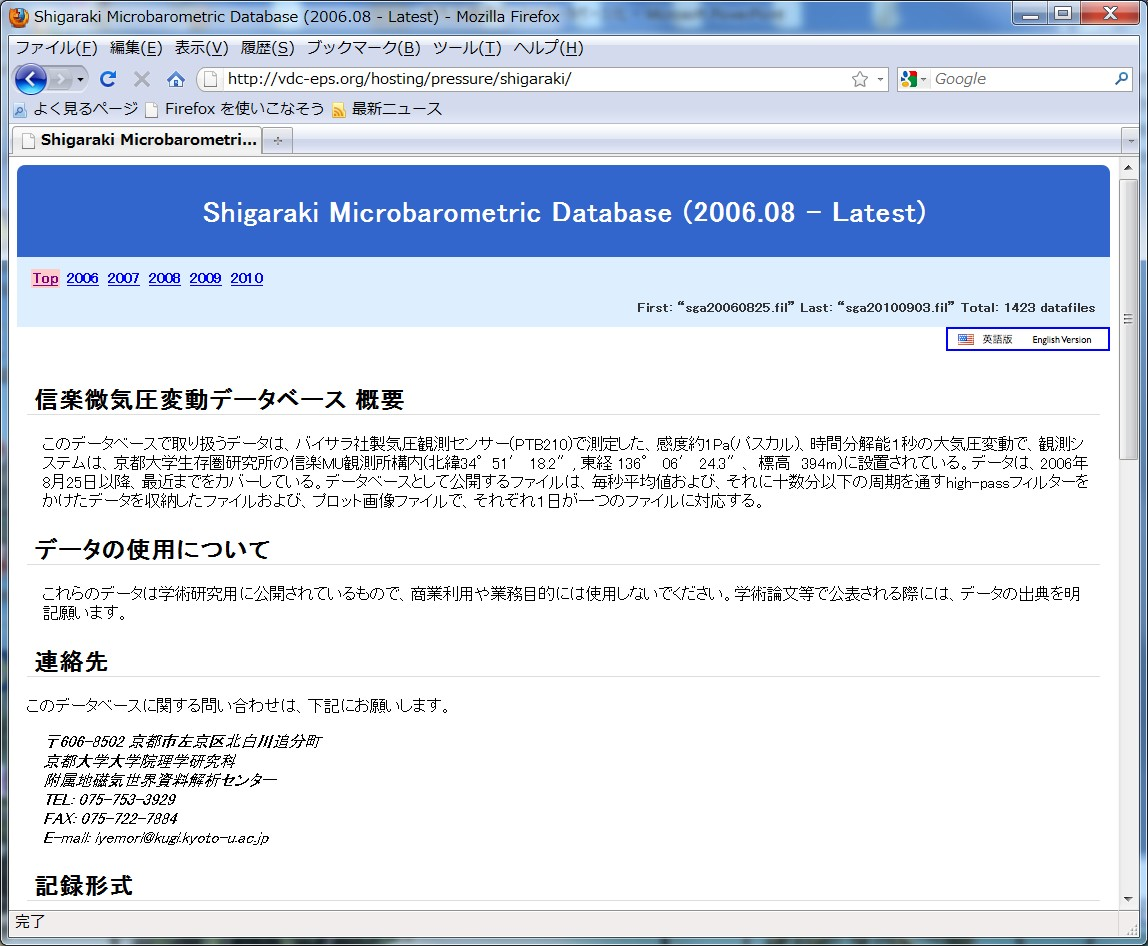 Shigaraki Microbarometric Database (2006.08 - Latest) - Mozilla Firefox
ファイル(F) 編集(E) 表示(V) 履歴(S) ブックマーク(B) ツール(T) ヘルプ(H)
http://vdc-eps.org/hosting/pressure/shigaraki/
Google
よく見るページ Firefox を使いこなそう 最新ニュース
Shigaraki Microbarometri...
Shigaraki Microbarometric Database (2006.08 - Latest)
Top 2006 2007 2008 2009 2010
First: “sga20060825.fil” Last: “sga20100903.fil” Total: 1423 datafiles
英語版 English Version
信楽微気圧変動データベース 概要
このデータベースで取り扱うデータは、バイサラ社製気圧観測センサー(PTB210)で測定した、感度約1Pa(パスカル)、時間分解能1秒の大気圧変動で、観測シ
ステムは、京都大学生存圏研究所の信楽MU観測所構内(北緯34°51′18.2″, 東経 136°06′24.3″、標高 394m)に設置されている。データは、2006年
8月25日以降、最近までをカバーしている。データベースとして公開するファイルは、毎秒平均値および、それに十数分以下の周期を通すhigh-passフィルターを
かけたデータを収納したファイルおよび、プロット画像ファイルで、それぞれ１日が一つのファイルに対応する。
データの使用について
これらのデータは学術研究用に公開されているもので、商業利用や業務目的には使用しないでください。学術論文等で公表される際には、データの出典を明
記願います。
連絡先
このデータベースに関する問い合わせは、下記にお願いします。
〒606-8502 京都市左京区北白川追分町
京都大学大学院理学研究科
附属地磁気世界資料解析センター
TEL: 075-753-3929
FAX: 075-722-7884
E-mail: iyemori@kugi.kyoto-u.ac.jp
記録形式
完了